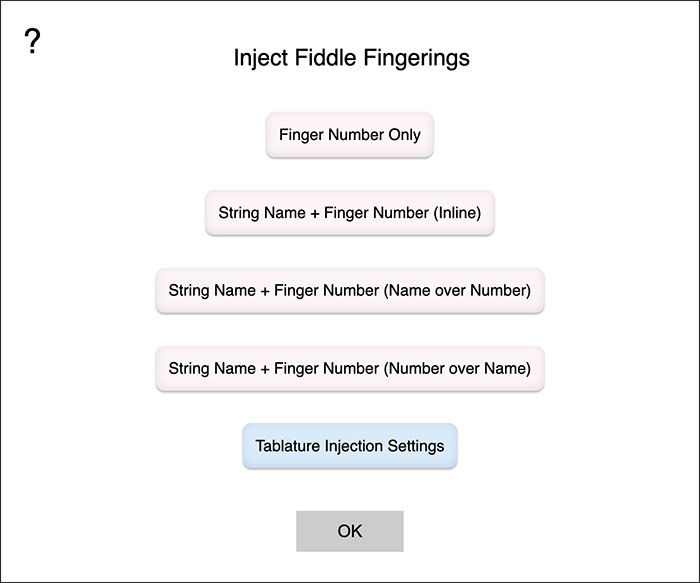 ?
Inject Fiddle Fingerings
Finger Number Only
String Name + Finger Number (Inline)
String Name + Finger Number (Name over Number)
String Name + Finger Number (Number over Name)
Tablature Injection Settings
OK